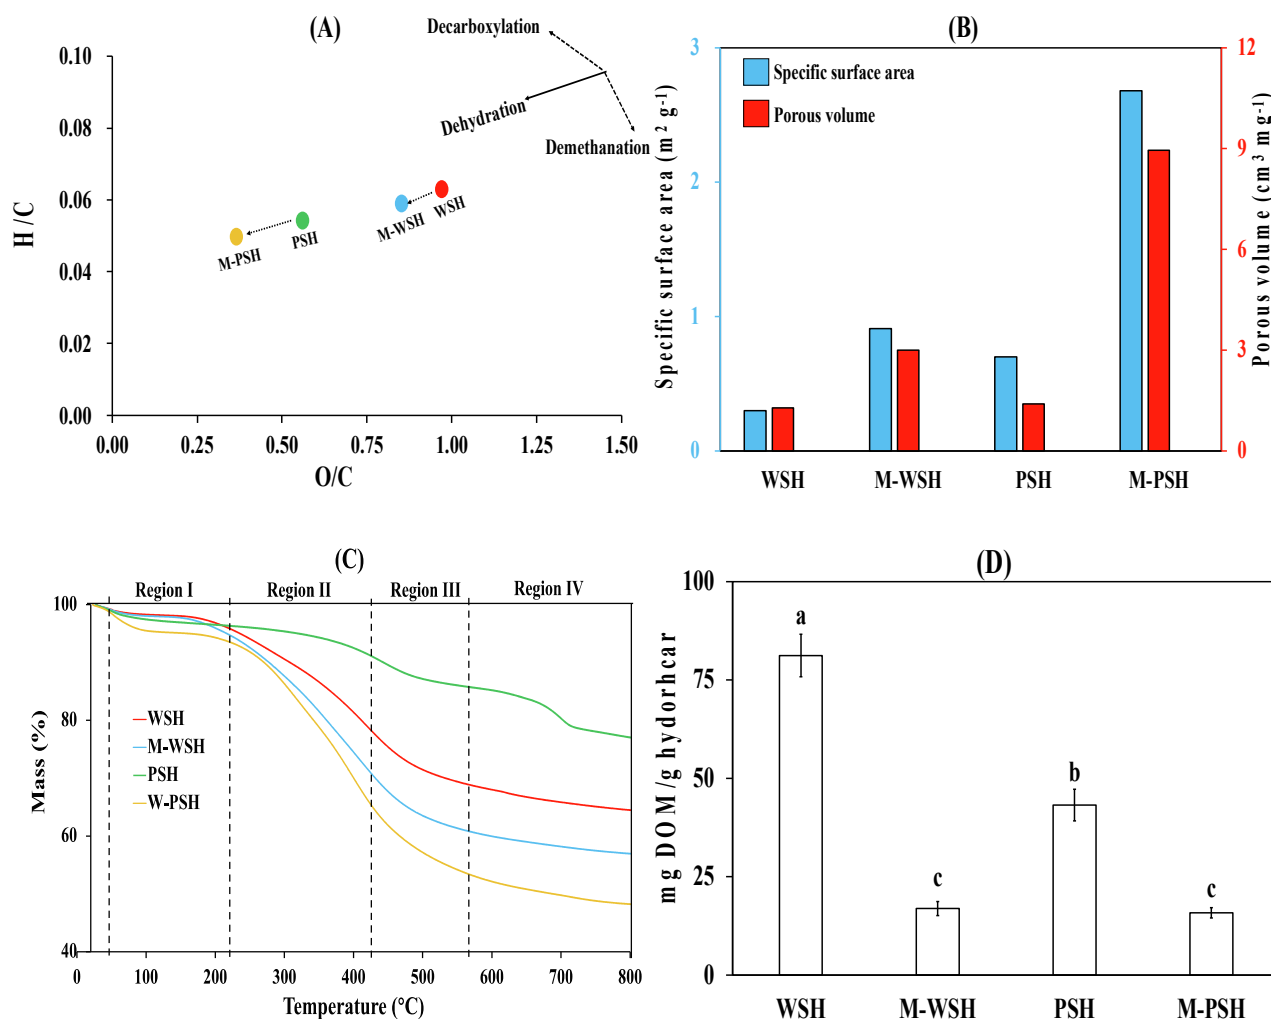 (A)
H/C
0.10
0.08
0.06
0.04
0.02
0.00
0.00 0.25 0.50 0.75 1.00 1.25 1.50
O/C
Decarboxylation
Dehydration
Demethanation
WSH
M-WSH
PSH
M-PSH
(B)
Specific surface area (m² g⁻¹)
3
2
1
0
Specific surface area
Porous volume
12
9
6
3
0
Porous volume (cm³ mg⁻¹)
WSH M-WSH PSH M-PSH
(C)
Region I Region II Region III Region IV
Mass (%)
100
80
60
40
WSH
M-WSH
PSH
W-PSH
0 100 200 300 400 500 600 700 800
Temperature (°C)
(D)
mg DOM/g hydorhcar
100
75
50
25
0
a
c
b
c
WSH M-WSH PSH M-PSH